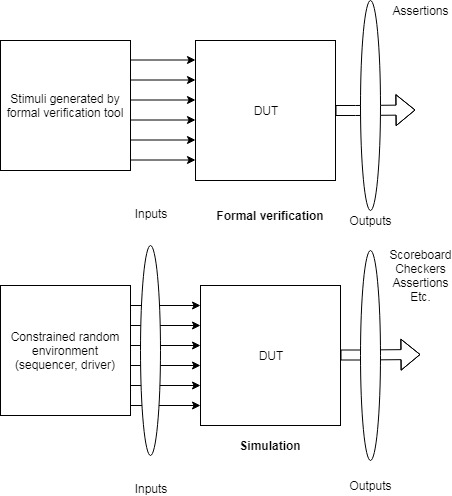 Assertions
Stimuli generated by
formal verification tool
DUT
Inputs
Formal verification
Outputs
Scoreboard
Checkers
Assertions
Etc.
Constrained random
environment
(sequencer, driver)
DUT
Simulation
Inputs
Outputs